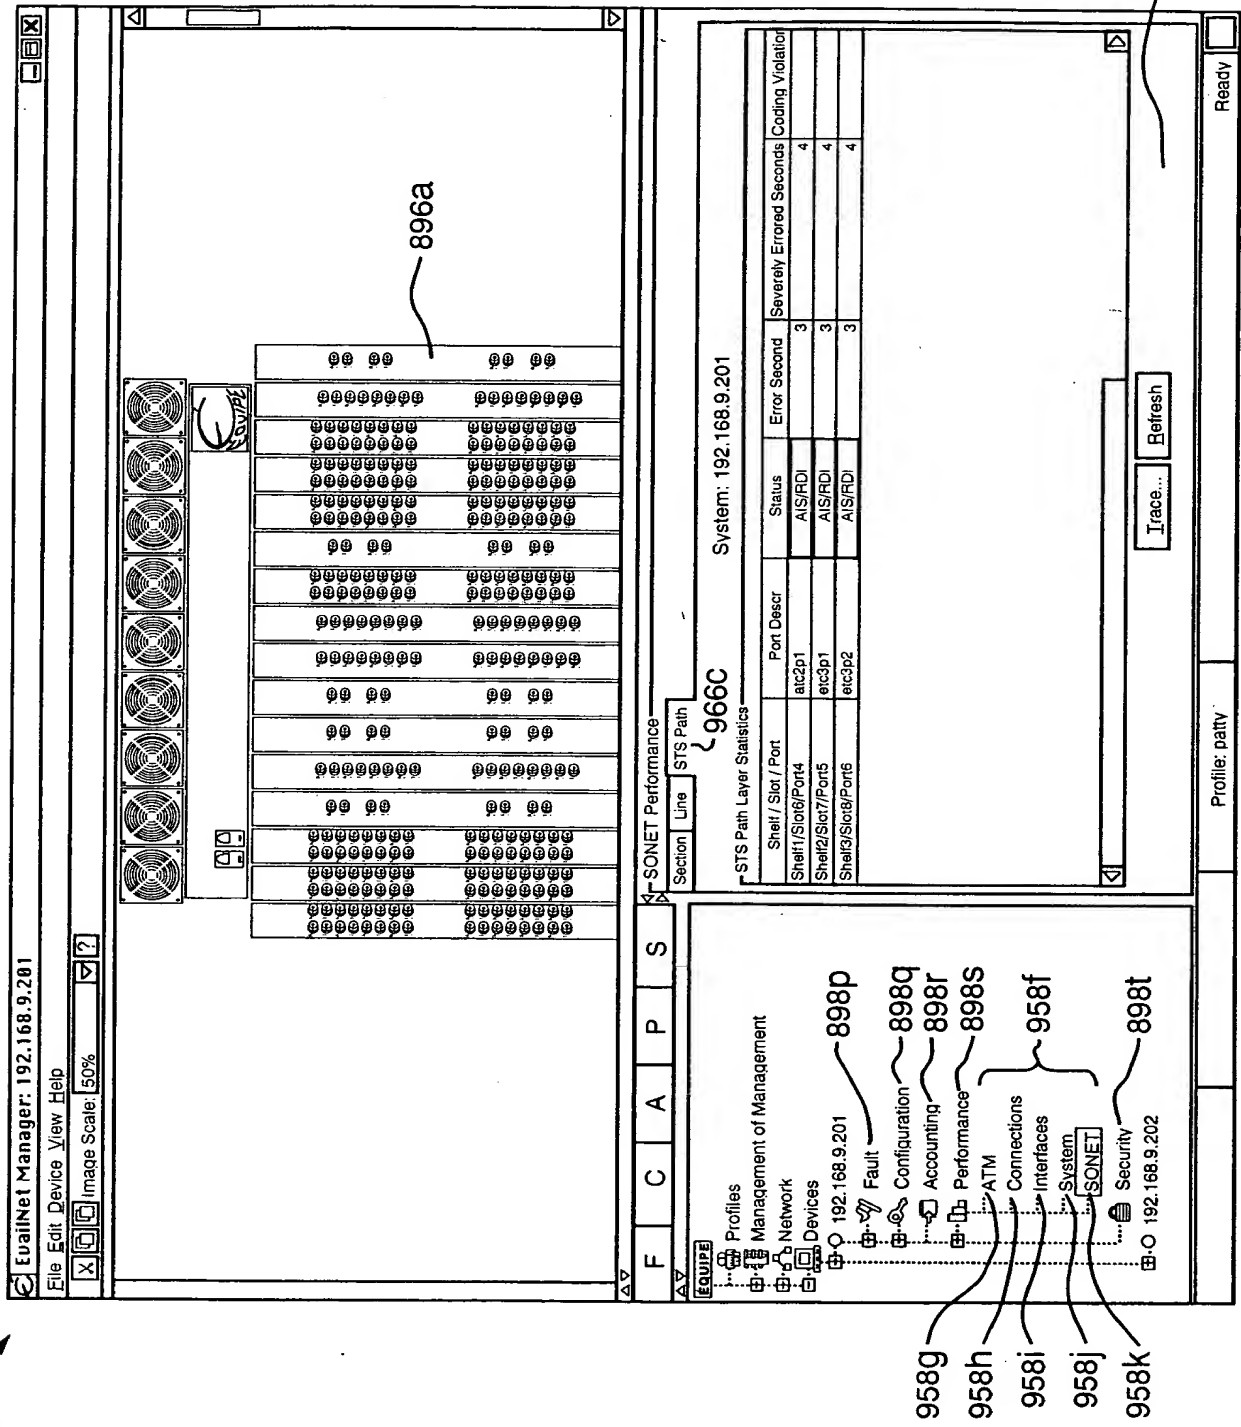 EuailNet Manager: 192.168.9.201
File Edit Device View Help
X Image Scale: 50% ?
EQUIPE
896a
F C A P S
EQUIPE
Profiles
Management of Management
Network
Devices
192.168.9.201
Fault
Configuration
Accounting
Performance
ATM
Connections
Interfaces
System
SONET
Security
192.168.9.202
898p
898q
898r
898s
958f
898t
958g
958h
958i
958j
958k
SONET Performance
Section Line STS Path
966C
System: 192.168.9.201
STS Path Layer Statistics
Shelf / Slot / Port Port Descr Status Error Second Severely Errored Seconds Coding Violation
Shelf1/Slot6/Port4 atc2p1 AIS/RDI 3 4
Shelf2/Slot7/Port5 etc3p1 AIS/RDI 3 4
Shelf3/Slot8/Port6 etc3p2 AIS/RDI 3 4
Trace... Refresh
Profile: patty
Ready